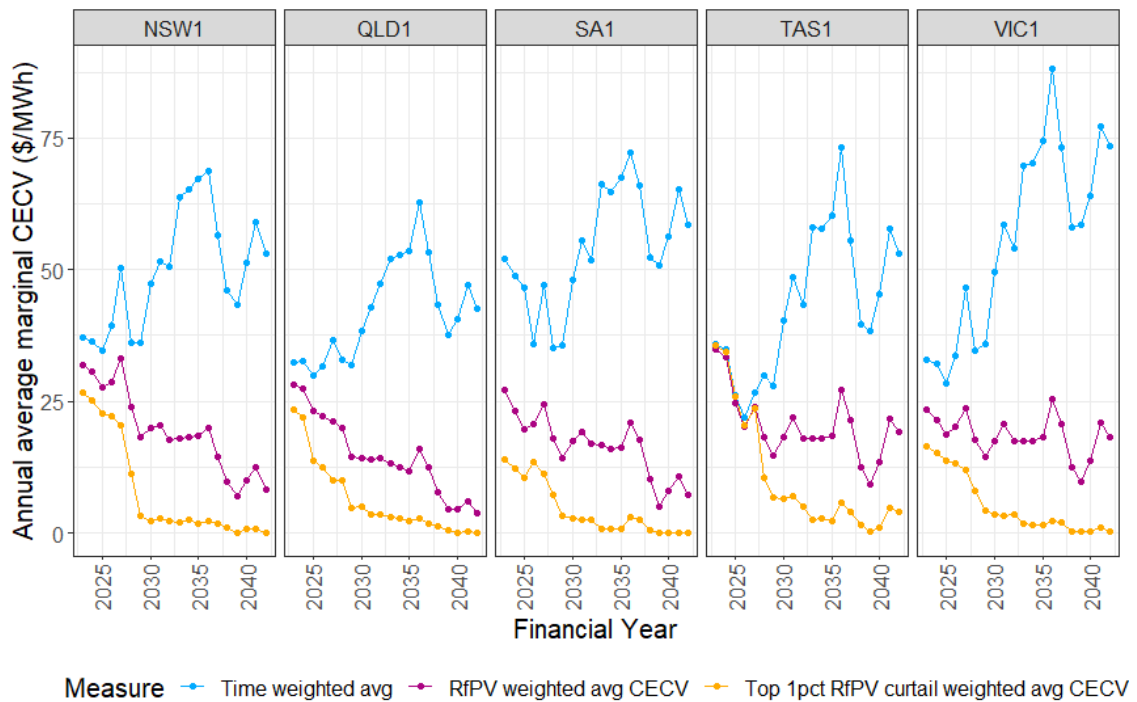 NSW1 QLD1 SA1 TAS1 VIC1
Annual average marginal CECV ($/MWh)
75
50
25
0
2025 2030 2035 2040 2025 2030 2035 2040 2025 2030 2035 2040 2025 2030 2035 2040 2025 2030 2035 2040
Financial Year
Measure Time weighted avg RfPV weighted avg CECV Top 1pct RfPV curtail weighted avg CECV